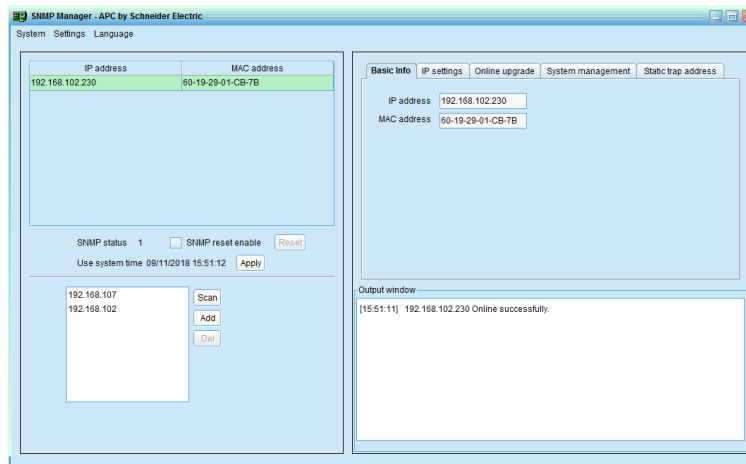 SNMP Manager - APC by Schneider Electric
System Settings Language
IP address MAC address
192.168.102.230 60-19-29-01-CB-7B
SNMP status 1 SNMP reset enable Reset
Use system time 09/11/2018 15:51:12 Apply
192.168.107
192.168.102
Scan
Add
Del
Basic Info IP settings Online upgrade System management Static trap address
IP address 192.168.102.230
MAC address 60-19-29-01-CB-7B
Output window
[15:51:11] 192.168.102.230 Online successfully.